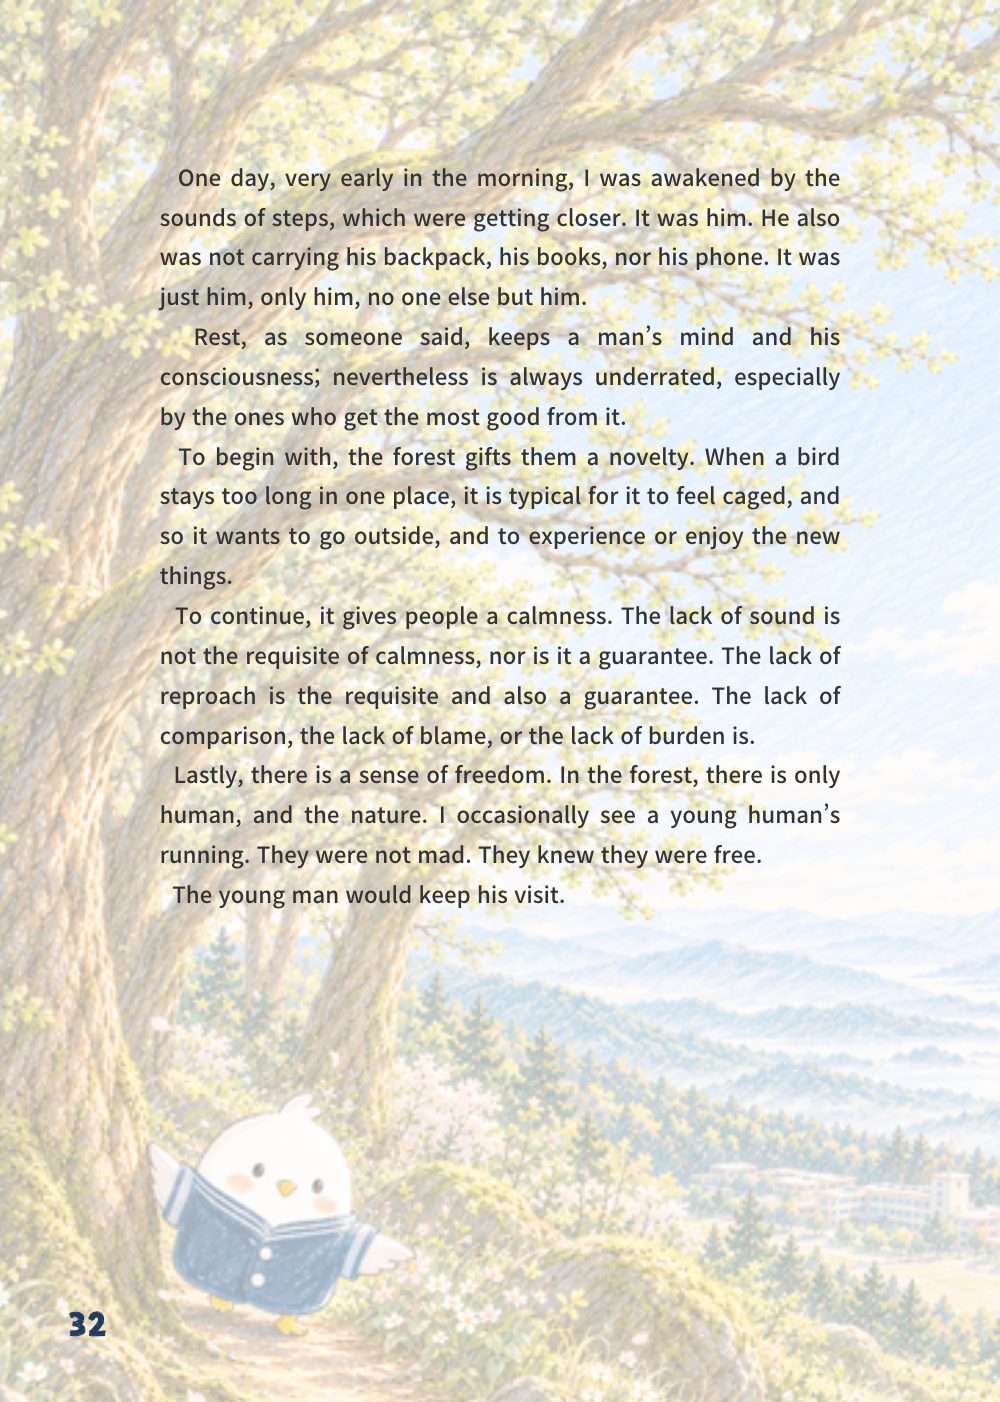 One day, very early in the morning, I was awakened by the
sounds of steps, which were getting closer. It was him. He also
was not carrying his backpack, his books, nor his phone. It was
just him, only him, no one else but him.
Rest, as someone said, keeps a man’s mind and his
consciousness; nevertheless is always underrated, especially
by the ones who get the most good from it.
To begin with, the forest gifts them a novelty. When a bird
stays too long in one place, it is typical for it to feel caged, and
so it wants to go outside, and to experience or enjoy the new
things.
To continue, it gives people a calmness. The lack of sound is
not the requisite of calmness, nor is it a guarantee. The lack of
reproach is the requisite and also a guarantee. The lack of
comparison, the lack of blame, or the lack of burden is.
Lastly, there is a sense of freedom. In the forest, there is only
human, and the nature. I occasionally see a young human’s
running. They were not mad. They knew they were free.
The young man would keep his visit.
32